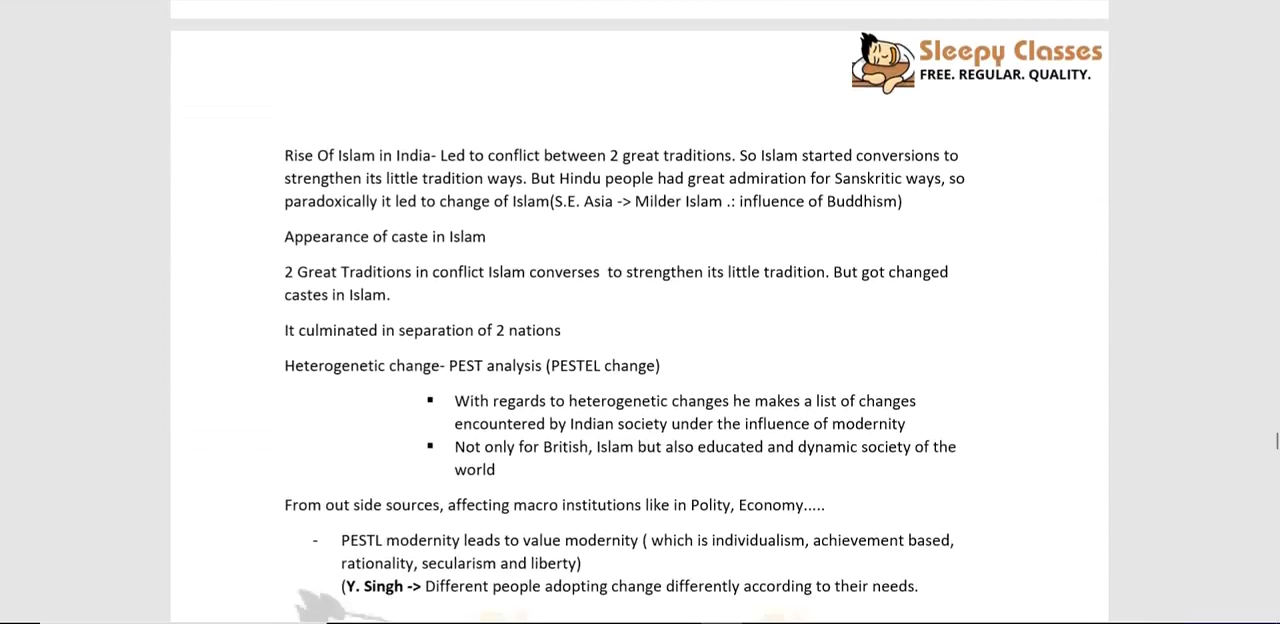 Sleepy Classes
FREE. REGULAR. QUALITY.
Rise Of Islam in India- Led to conflict between 2 great traditions. So Islam started conversions to
strengthen its little tradition ways. But Hindu people had great admiration for Sanskritic ways, so
paradoxically it led to change of Islam(S.E. Asia -> Milder Islam .: influence of Buddhism)
Appearance of caste in Islam
2 Great Traditions in conflict Islam converses  to strengthen its little tradition. But got changed
castes in Islam.
It culminated in separation of 2 nations
Heterogenetic change- PEST analysis (PESTEL change)
▪ With regards to heterogenetic changes he makes a list of changes
encountered by Indian society under the influence of modernity
▪ Not only for British, Islam but also educated and dynamic society of the
world
From out side sources, affecting macro institutions like in Polity, Economy.....
- PESTL modernity leads to value modernity ( which is individualism, achievement based,
rationality, secularism and liberty)
(Y. Singh -> Different people adopting change differently according to their needs.